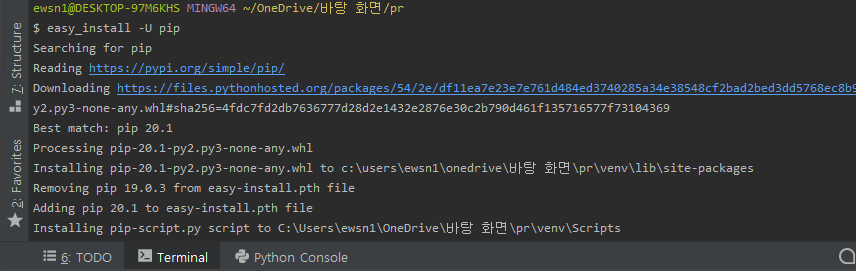 ewsn1@DESKTOP-97M6KHS MINGW64 ~/OneDrive/바탕 화면/pr
$ easy_install -U pip
Searching for pip
Reading https://pypi.org/simple/pip/
Downloading https://files.pythonhosted.org/packages/54/2e/df11ea7e23e7e761d484ed3740285a34e38548cf2bad2bed3dd5768ec8b9
y2.py3-none-any.whl#sha256=4fdc7fd2db7636777d28d2e1432e2876e30c2b790d461f135716577f73104369
Best match: pip 20.1
Processing pip-20.1-py2.py3-none-any.whl
Installing pip-20.1-py2.py3-none-any.whl to c:\users\ewsn1\onedrive\바탕 화면\pr\venv\lib\site-packages
Removing pip 19.0.3 from easy-install.pth file
Adding pip 20.1 to easy-install.pth file
Installing pip-script.py script to C:\Users\ewsn1\OneDrive\바탕 화면\pr\venv\Scripts
7: Structure
2: Favorites
6: TODO
Terminal
Python Console